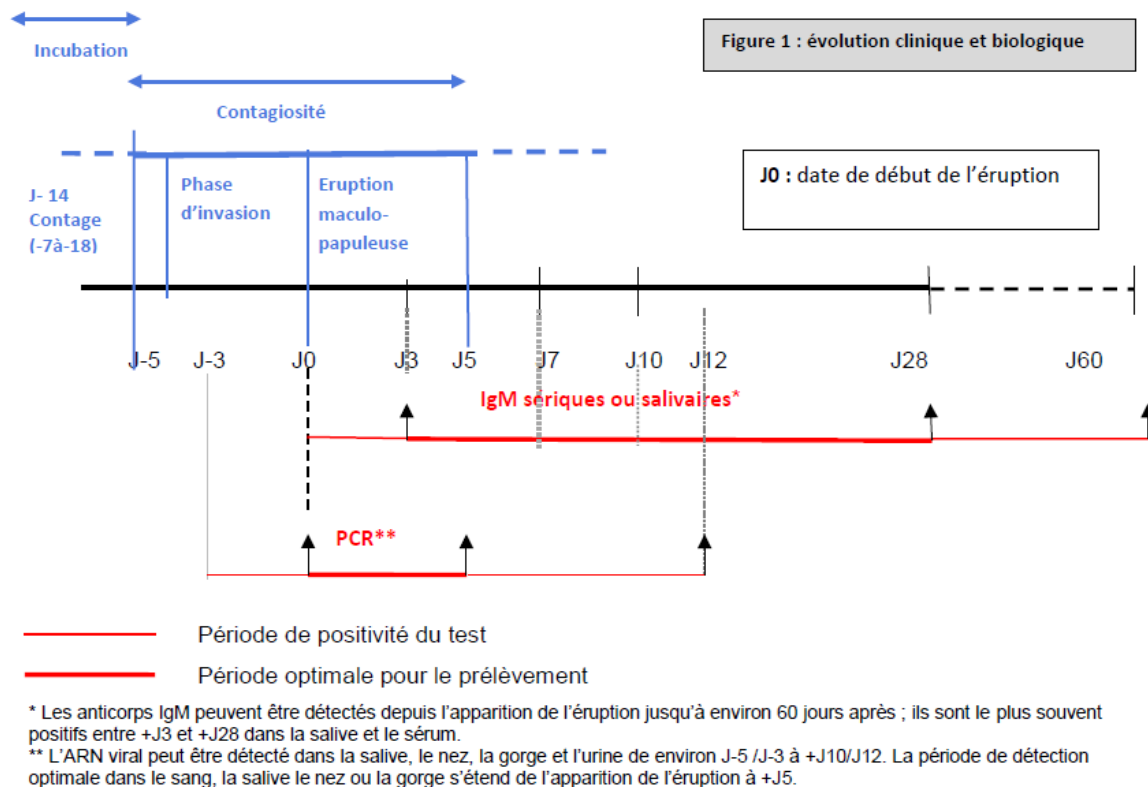 Incubation
Figure 1 : évolution clinique et biologique
Contagiosité
J0 : date de début de l'éruption
J- 14
Contage
(-7à-18)
Phase
d'invasion
Eruption
maculo-
papuleuse
J-5 J-3 J0 J3 J5 J7 J10 J12 J28 J60
IgM sériques ou salivaires*
PCR**
Période de positivité du test
Période optimale pour le prélèvement
* Les anticorps IgM peuvent être détectés depuis l'apparition de l'éruption jusqu'à environ 60 jours après ; ils sont le plus souvent
positifs entre +J3 et +J28 dans la salive et le sérum.
** L'ARN viral peut être détecté dans la salive, le nez, la gorge et l'urine de environ J-5 /J-3 à +J10/J12. La période de détection
optimale dans le sang, la salive le nez ou la gorge s'étend de l'apparition de l'éruption à +J5.